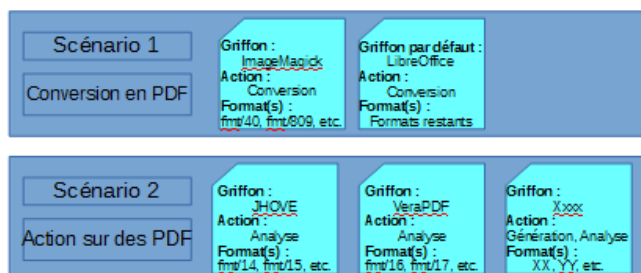 Scénario 1
Conversion en PDF
Griffon :
ImageMagick
Action :
Conversion
Format(s) :
fmt/40, fmt/809, etc.
Griffon par défaut :
LibreOffice
Action :
Conversion
Format(s) :
Formats restants
Scénario 2
Action sur des PDF
Griffon :
JHOVE
Action :
Analyse
Format(s) :
fmt/14, fmt/15, etc.
Griffon :
VeraPDF
Action :
Analyse
Format(s) :
fmt/16, fmt/17, etc.
Griffon :
Xxxx
Action :
Génération, Analyse
Format(s) :
XX, YY, etc.